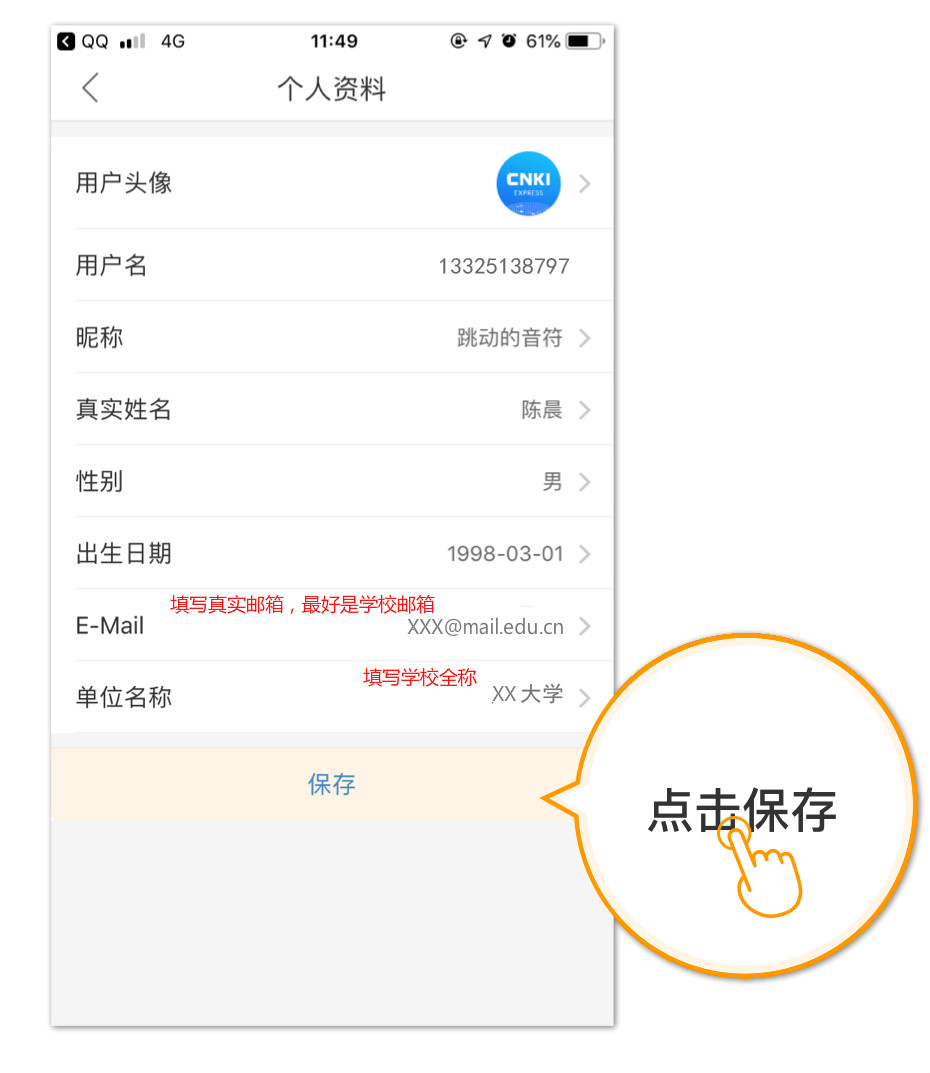 QQ 4G 11:49 61%
个人资料
用户头像
CNKI
EXPRESS
用户名 13325138797
昵称 跳动的音符
真实姓名 陈晨
性别 男
出生日期 1998-03-01
填写真实邮箱，最好是学校邮箱
E-Mail XXX@mail.edu.cn
填写学校全称
单位名称 XX 大学
保存
点击保存